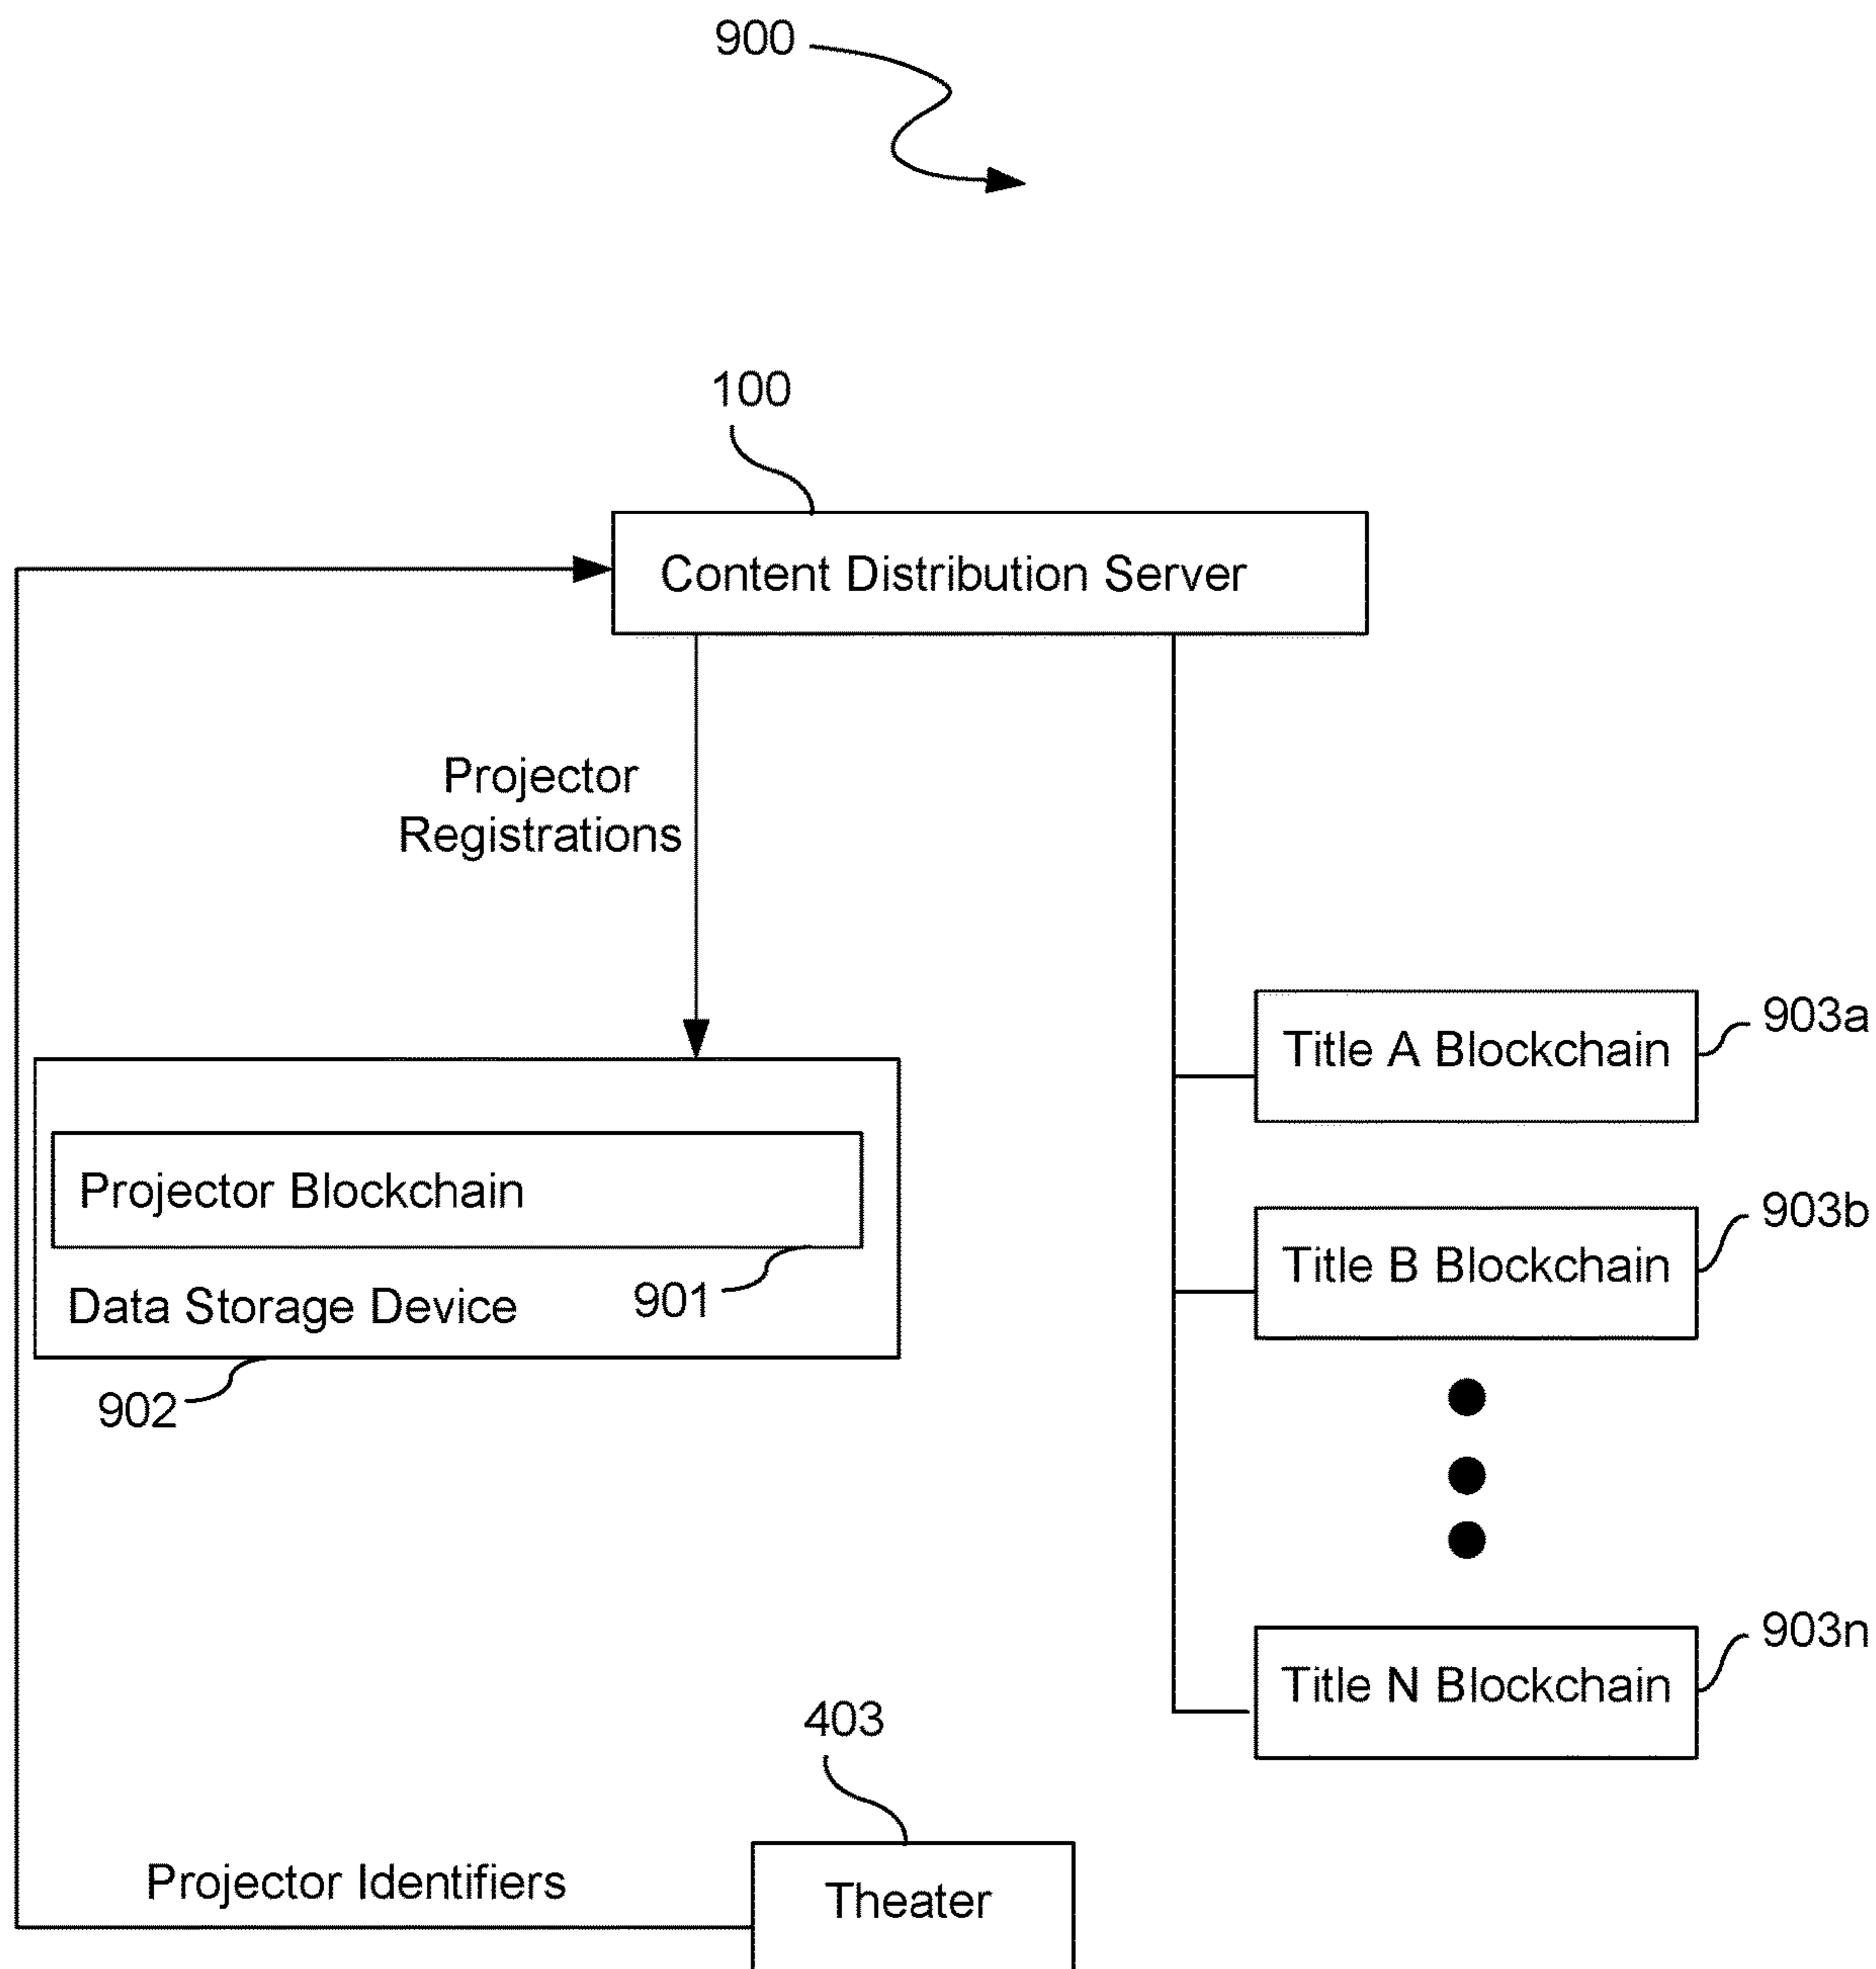 900
100
Content Distribution Server
Projector
Registrations
Title A Blockchain
903a
Projector Blockchain
Title B Blockchain
903b
901
Data Storage Device
902
Title N Blockchain
903n
403
Projector Identifiers
Theater